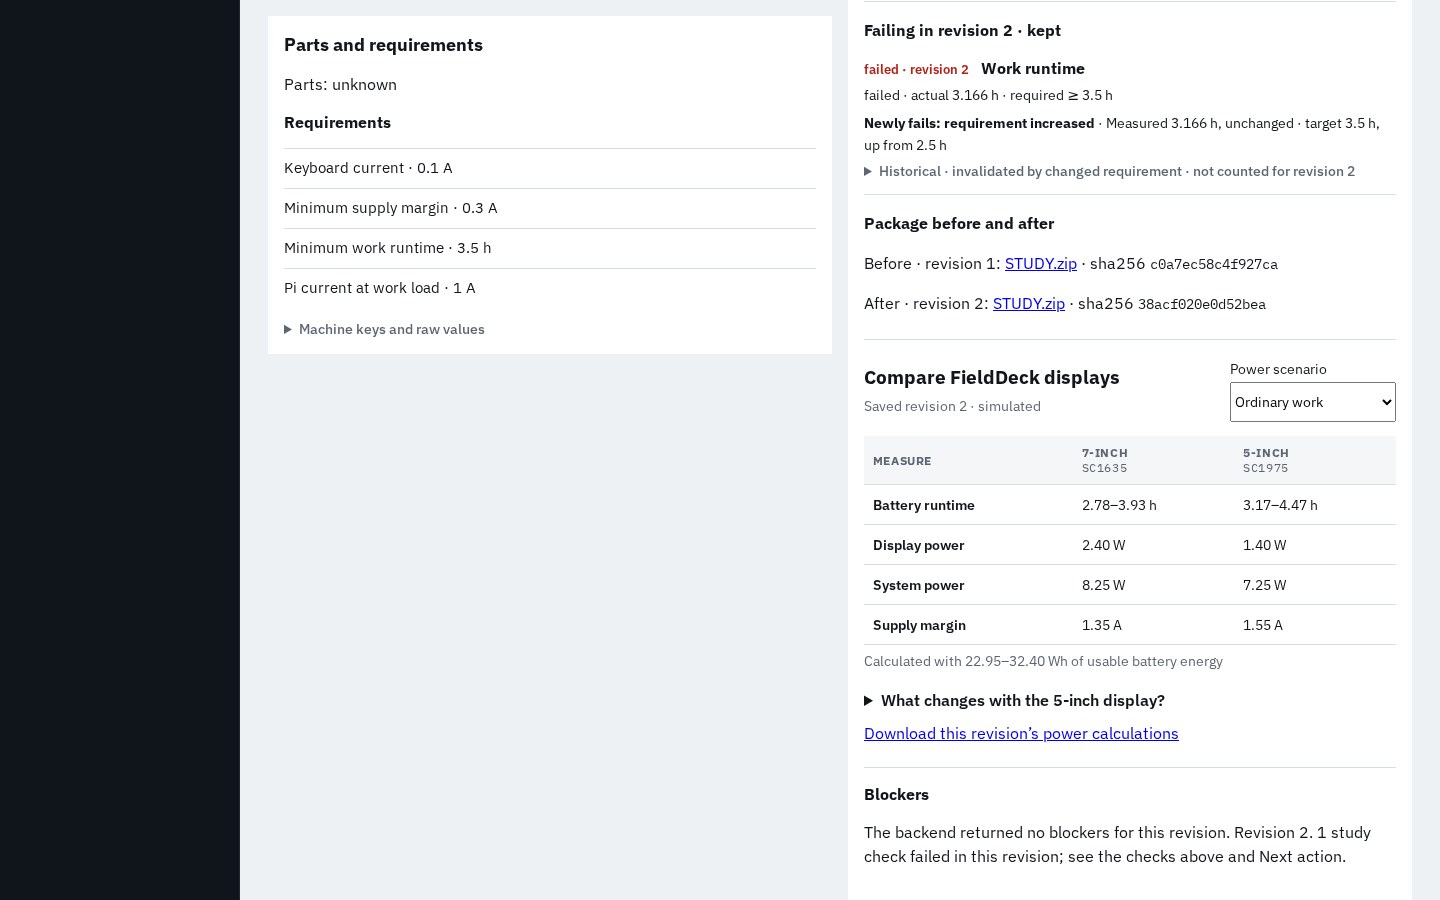 Parts and requirements
Parts: unknown
Requirements
Keyboard current · 0.1 A
Minimum supply margin · 0.3 A
Minimum work runtime · 3.5 h
Pi current at work load · 1 A
▶ Machine keys and raw values
Failing in revision 2 · kept
failed · revision 2 Work runtime
failed · actual 3.166 h · required ≥ 3.5 h
Newly fails: requirement increased · Measured 3.166 h, unchanged · target 3.5 h,
up from 2.5 h
▶ Historical · invalidated by changed requirement · not counted for revision 2
Package before and after
Before · revision 1: STUDY.zip · sha256 c0a7ec58c4f927ca
After · revision 2: STUDY.zip · sha256 38acf020e0d52bea
Compare FieldDeck displays
Saved revision 2 · simulated
Power scenario
Ordinary work
MEASURE 7-INCH SC1635 5-INCH SC1975
Battery runtime 2.78–3.93 h 3.17–4.47 h
Display power 2.40 W 1.40 W
System power 8.25 W 7.25 W
Supply margin 1.35 A 1.55 A
Calculated with 22.95–32.40 Wh of usable battery energy
▶ What changes with the 5-inch display?
Download this revision’s power calculations
Blockers
The backend returned no blockers for this revision. Revision 2. 1 study
check failed in this revision; see the checks above and Next action.